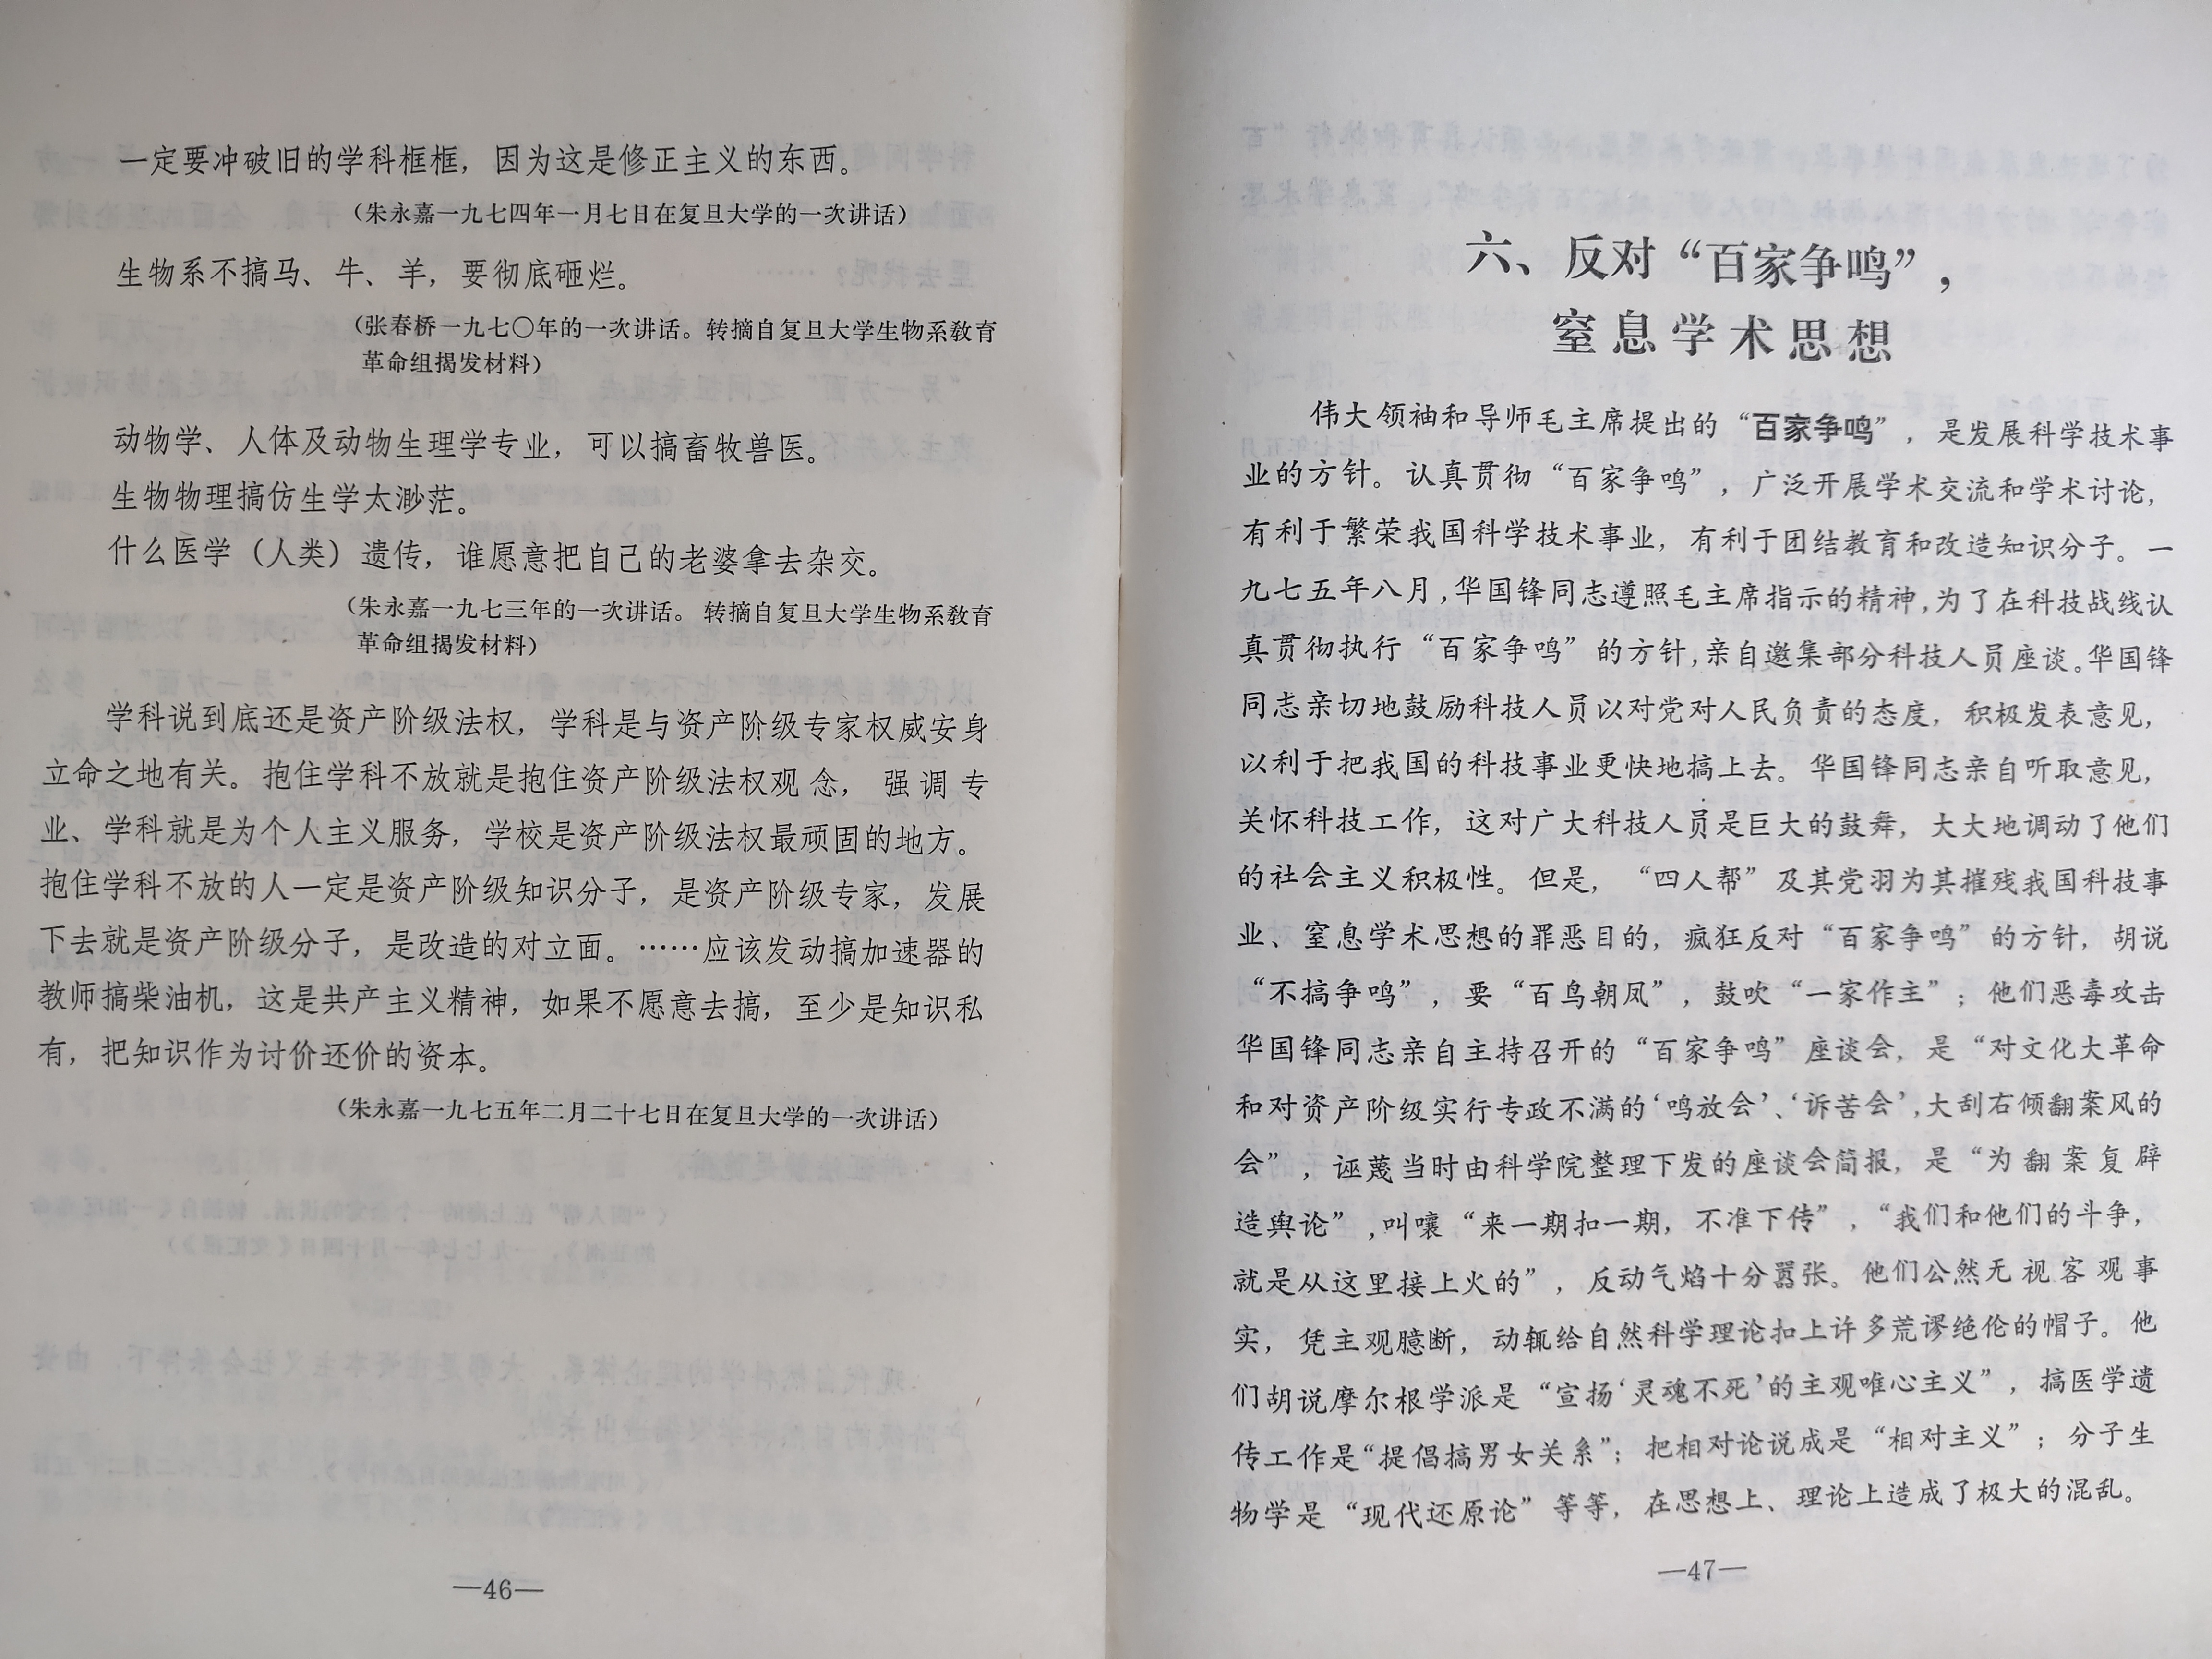 一定要冲破旧的学科框框，因为这是修正主义的东西。
（朱永嘉一九七四年一月七日在复旦大学的一次讲话）
生物系不搞马、牛、羊，要彻底砸烂。
（张春桥一九七〇年的一次讲话。转摘自复旦大学生物系教育
革命组揭发材料）
动物学、人体及动物生理学专业，可以搞畜牧兽医。
生物物理搞仿生学太渺茫。
什么医学（人类）遗传，谁愿意把自己的老婆拿去杂交。
（朱永嘉一九七三年的一次讲话。转摘自复旦大学生物系教育
革命组揭发材料）
学科说到底还是资产阶级法权，学科是与资产阶级专家权威安身
立命之地有关。抱住学科不放就是抱住资产阶级法权观念，强调专
业、学科就是为个人主义服务，学校是资产阶级法权最顽固的地方。
抱住学科不放的人一定是资产阶级知识分子，是资产阶级专家，发展
下去就是资产阶级分子，是改造的对立面。……应该发动搞加速器的
教师搞柴油机，这是共产主义精神，如果不愿意去搞，至少是知识私
有，把知识作为讨价还价的资本。
（朱永嘉一九七五年二月二十七日在复旦大学的一次讲话）
—46—
六、反对“百家争鸣”，
窒息学术思想
伟大领袖和导师毛主席提出的“百家争鸣”，是发展科学技术事
业的方针。认真贯彻“百家争鸣”，广泛开展学术交流和学术讨论，
有利于繁荣我国科学技术事业，有利于团结教育和改造知识分子。一
九七五年八月，华国锋同志遵照毛主席指示的精神，为了在科技战线认
真贯彻执行“百家争鸣”的方针，亲自邀集部分科技人员座谈。华国锋
同志亲切地鼓励科技人员以对党对人民负责的态度，积极发表意见，
以利于把我国的科技事业更快地搞上去。华国锋同志亲自听取意见，
关怀科技工作，这对广大科技人员是巨大的鼓舞，大大地调动了他们
的社会主义积极性。但是，“四人帮”及其党羽为其摧残我国科技事
业、窒息学术思想的罪恶目的，疯狂反对“百家争鸣”的方针，胡说
“不搞争鸣”，要“百鸟朝凤”，鼓吹“一家作主”；他们恶毒攻击
华国锋同志亲自主持召开的“百家争鸣”座谈会，是“对文化大革命
和对资产阶级实行专政不满的‘鸣放会’、‘诉苦会’，大刮右倾翻案风的
会”，诬蔑当时由科学院整理下发的座谈会简报，是“为翻案复辟
造舆论”，叫嚷“来一期扣一期，不准下传”，“我们和他们的斗争，
就是从这里接上火的”，反动气焰十分嚣张。他们公然无视客观事
实，凭主观臆断，动辄给自然科学理论扣上许多荒谬绝伦的帽子。他
们胡说摩尔根学派是“宣扬‘灵魂不死’的主观唯心主义”，搞医学遗
传工作是“提倡搞男女关系”；把相对论说成是“相对主义”；分子生
物学是“现代还原论”等等，在思想上、理论上造成了极大的混乱。
—47—